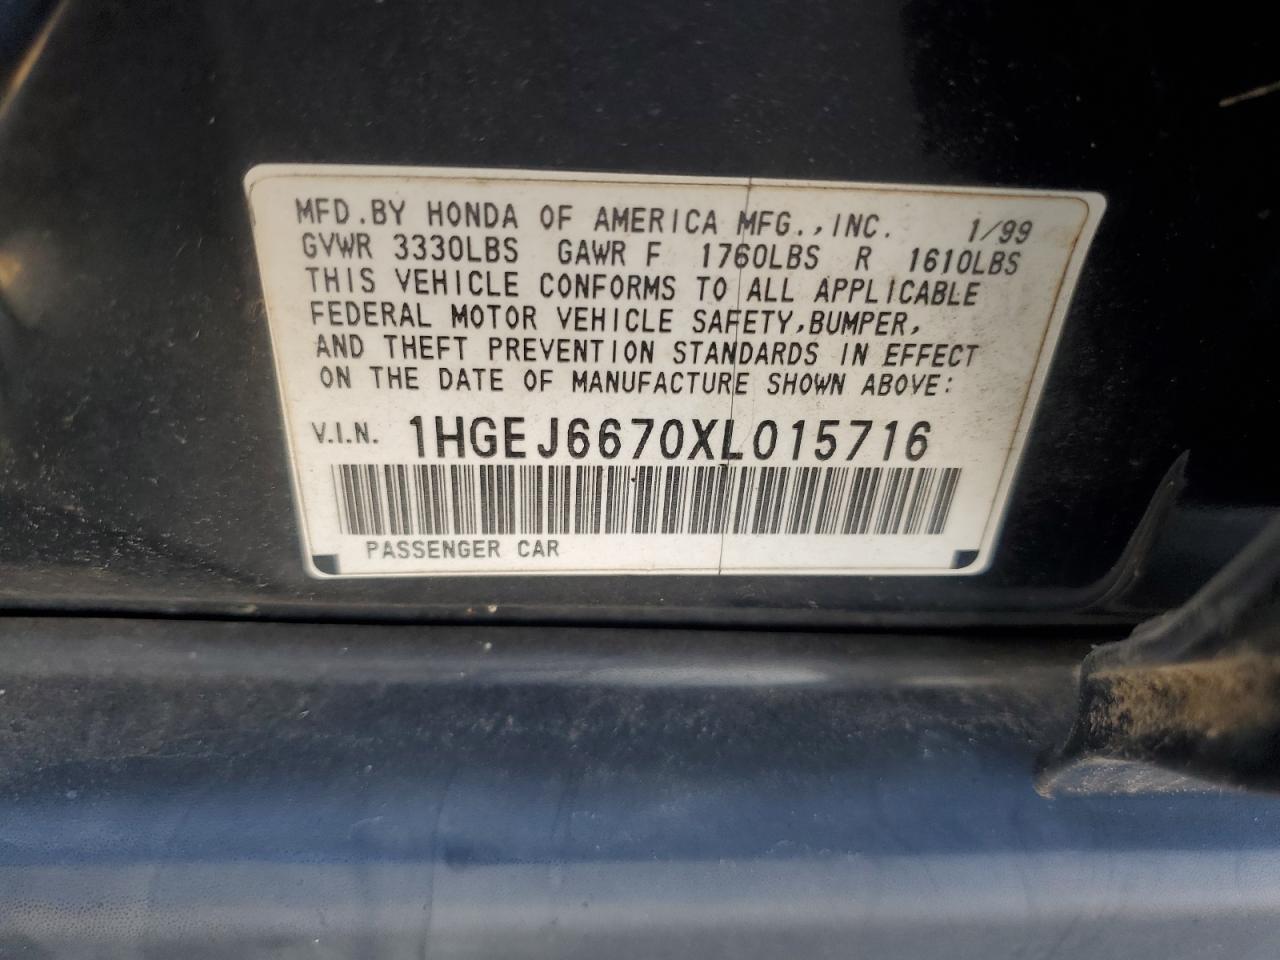 MFD.BY HONDA OF AMERICA MFG.,INC. 1/99
GVWR 3330LBS GAWR F 1760LBS R 1610LBS
THIS VEHICLE CONFORMS TO ALL APPLICABLE
FEDERAL MOTOR VEHICLE SAFETY,BUMPER,
AND THEFT PREVENTION STANDARDS IN EFFECT
ON THE DATE OF MANUFACTURE SHOWN ABOVE:
V.I.N. 1HGEJ6670XL015716
PASSENGER CAR